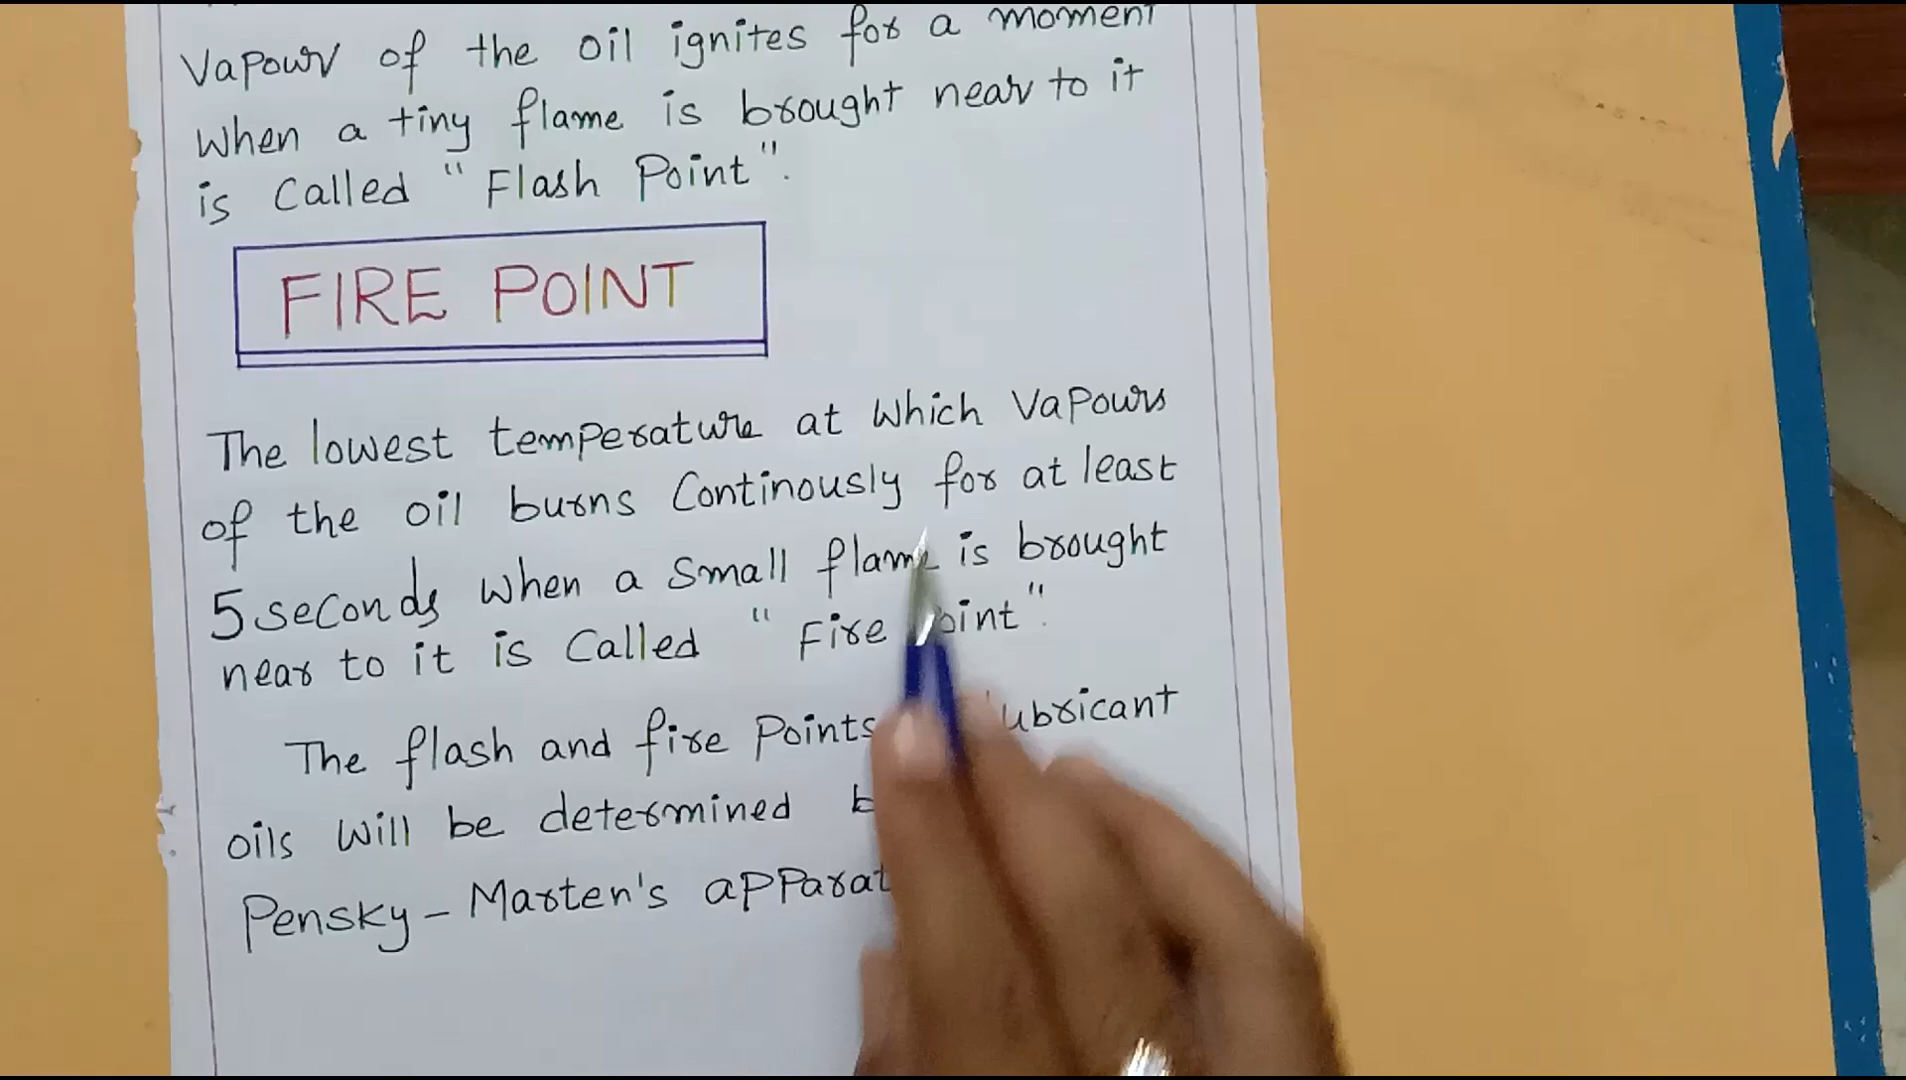 Vapour of the oil ignites for a moment
when a tiny flame is brought near to it
is Called "Flash Point".
FIRE POINT
The lowest temperature at which Vapours
of the oil burns Continously for at least
5 seconds when a small flame is brought
near to it is Called "Fire Point".
The flash and fire Points lubricant
oils will be determined
Pensky-Marten's